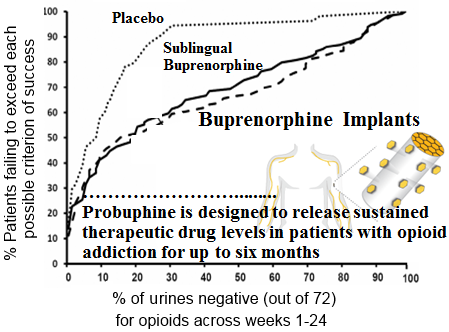 % Patients failing to exceed each
possible criterion of success
100
90
80
70
60
50
40
30
20
10
0
Placebo
Sublingual
Buprenorphine
Buprenorphine Implants
Probuphine is designed to release sustained
therapeutic drug levels in patients with opioid
addiction for up to six months
0 10 20 30 40 50 60 70 80 90 100
% of urines negative (out of 72)
for opioids across weeks 1-24